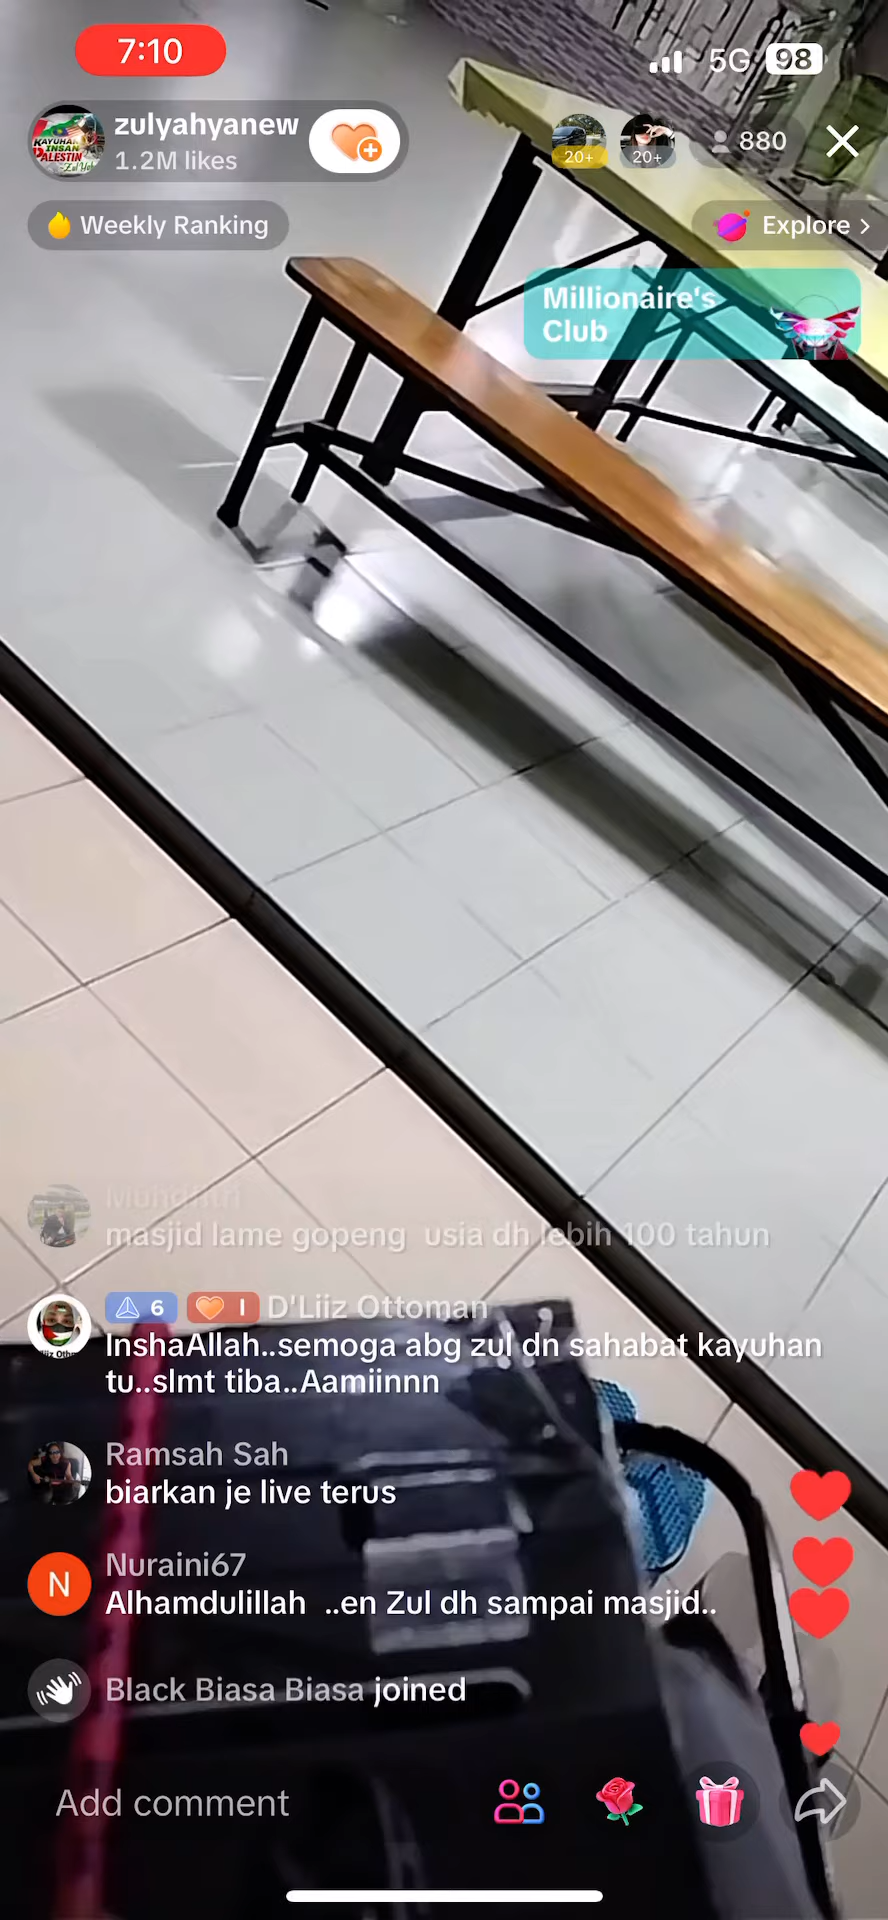 7:10
5G 98
zulyahyanew
1.2M likes
KAYUHAN
INSAN
PALESTIN
20+
20+
880
Weekly Ranking
Explore
Millionaire's
Club
masjid lame gopeng usia dh lebih 100 tahun
6 I D'Liiz Ottoman
InshaAllah..semoga abg zul dn sahabat kayuhan
tu..slmt tiba..Aamiinnn
Ramsah Sah
biarkan je live terus
N
Nuraini67
Alhamdulillah ..en Zul dh sampai masjid..
Black Biasa Biasa joined
Add comment